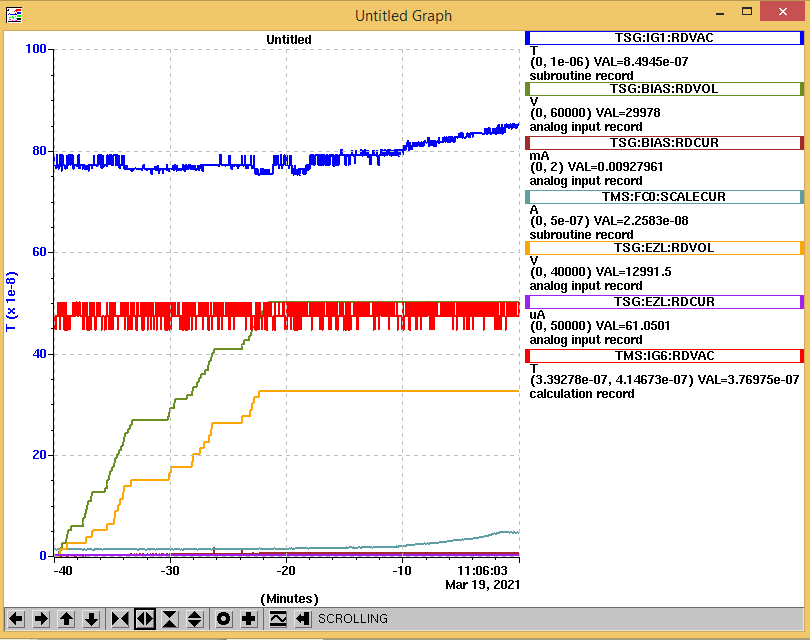 Untitled Graph
Untitled
100
80
60
40
20
0
T (x 1e-8)
-40
-30
-20
-10
11:06:03
Mar 19, 2021
(Minutes)
TSG:IG1:RDVAC
T
(0, 1e-06) VAL=8.4945e-07
subroutine record
TSG:BIAS:RDVOL
V
(0, 60000) VAL=29978
analog input record
TSG:BIAS:RDCUR
mA
(0, 2) VAL=0.00927961
analog input record
TMS:FC0:SCALECUR
A
(0, 5e-07) VAL=2.2583e-08
subroutine record
TSG:EZL:RDVOL
V
(0, 40000) VAL=12991.5
analog input record
TSG:EZL:RDCUR
uA
(0, 50000) VAL=61.0501
analog input record
TMS:IG6:RDVAC
T
(3.39278e-07, 4.14673e-07) VAL=3.76975e-07
calculation record
SCROLLING